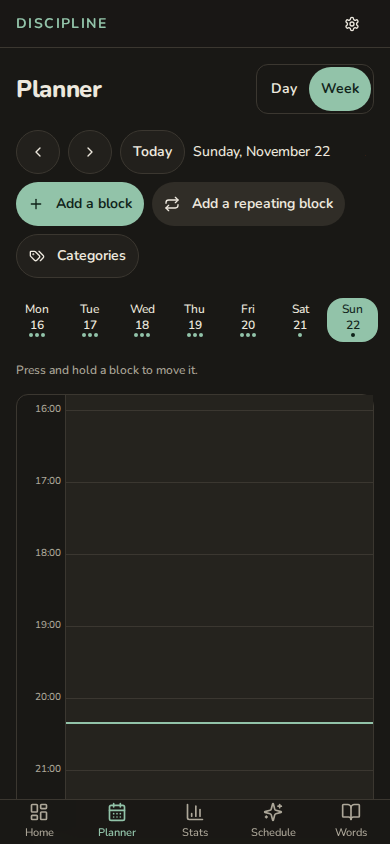 DISCIPLINE
Planner
Day Week
Today Sunday, November 22
Add a block Add a repeating block
Categories
Mon Tue Wed Thu Fri Sat Sun
16 17 18 19 20 21 22
Press and hold a block to move it.
16:00
17:00
18:00
19:00
20:00
21:00
Home Planner Stats Schedule Words